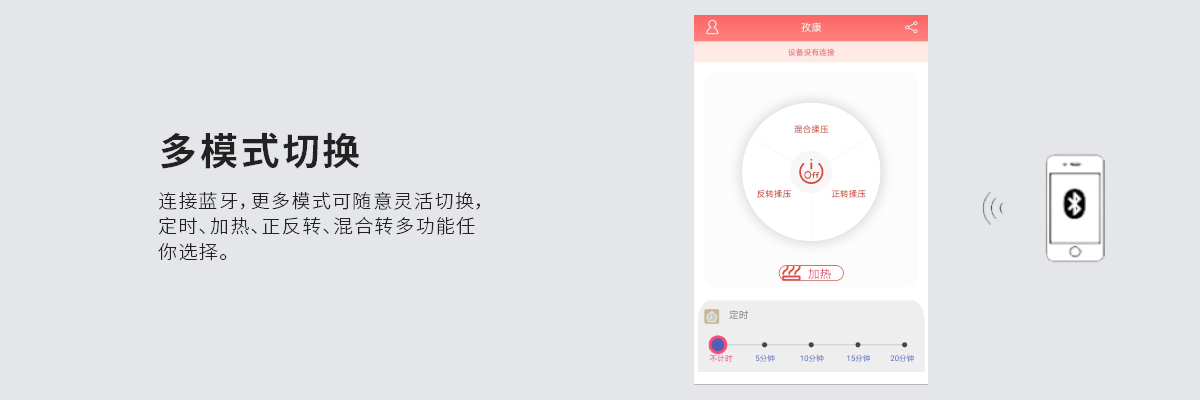 多模式切换
连接蓝牙，更多模式可随意灵活切换，
定时、加热、正反转、混合转多功能任
你选择。
孜康
设备没有连接
混合揉压
Off
反转揉压
正转揉压
加热
定时
不计时
5分钟
10分钟
15分钟
20分钟